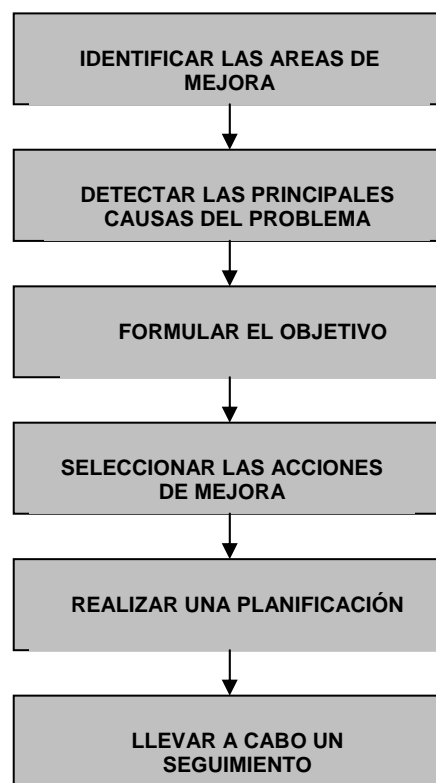 IDENTIFICAR LAS AREAS DE
MEJORA
DETECTAR LAS PRINCIPALES
CAUSAS DEL PROBLEMA
FORMULAR EL OBJETIVO
SELECCIONAR LAS ACCIONES
DE MEJORA
REALIZAR UNA PLANIFICACIÓN
LLEVAR A CABO UN
SEGUIMIENTO